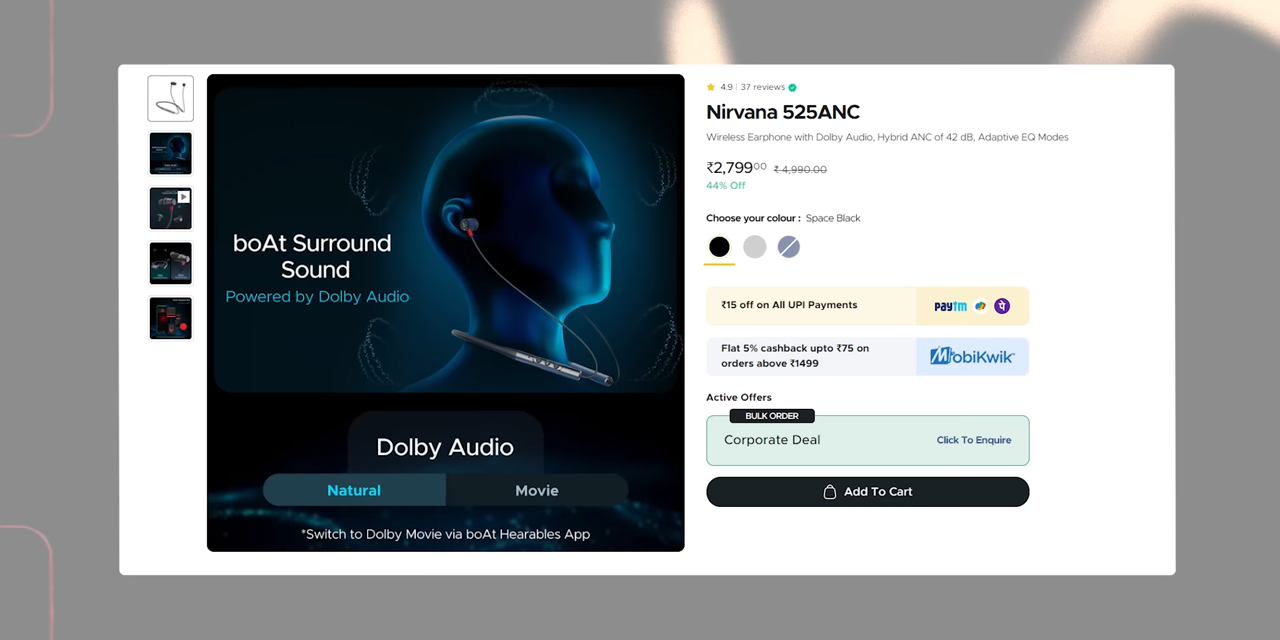 boAt Surround
Sound
Powered by Dolby Audio
Dolby Audio
Natural
Movie
*Switch to Dolby Movie via boAt Hearables App
4.9 | 37 reviews
Nirvana 525ANC
Wireless Earphone with Dolby Audio, Hybrid ANC of 42 dB, Adaptive EQ Modes
₹2,79900 ₹ 4,990.00
44% Off
Choose your colour : Space Black
₹15 off on All UPI Payments
paytm
पे
Flat 5% cashback upto ₹75 on
orders above ₹1499
MobiKwik
Active Offers
BULK ORDER
Corporate Deal
Click To Enquire
Add To Cart